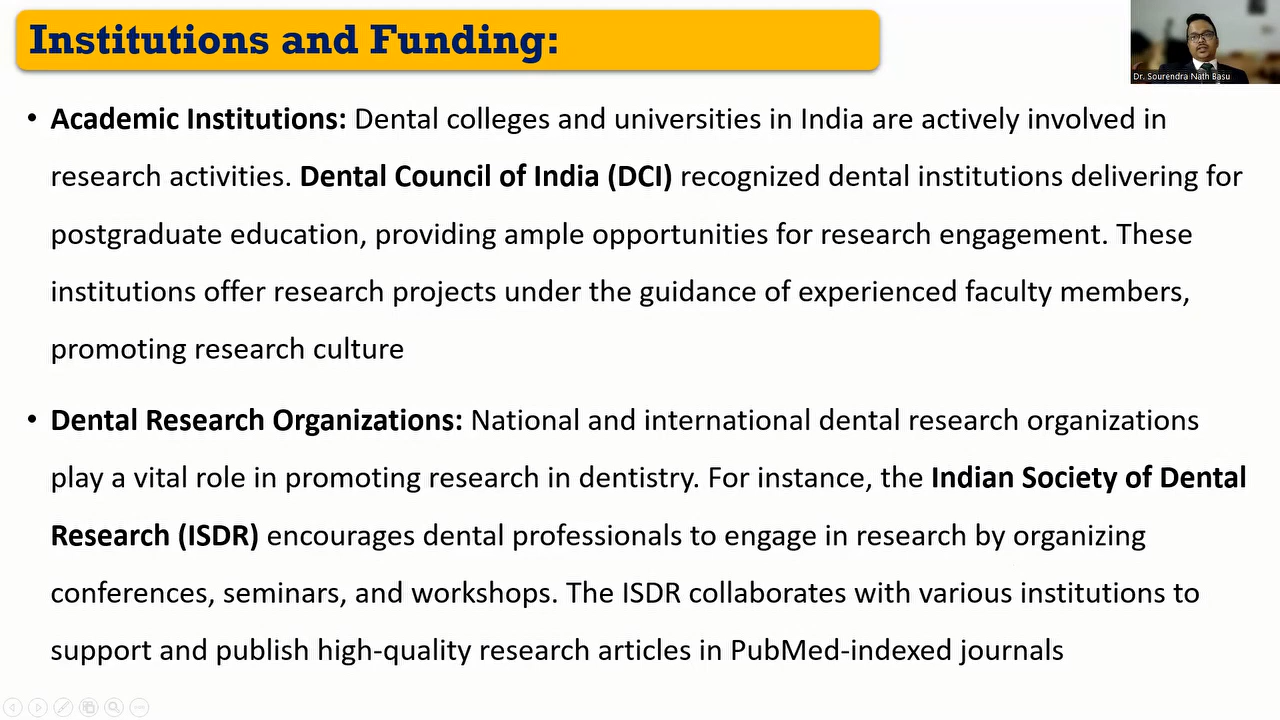 Institutions and Funding:
Dr. Sourendra Nath Basu
• Academic Institutions: Dental colleges and universities in India are actively involved in
research activities. Dental Council of India (DCI) recognized dental institutions delivering for
postgraduate education, providing ample opportunities for research engagement. These
institutions offer research projects under the guidance of experienced faculty members,
promoting research culture
• Dental Research Organizations: National and international dental research organizations
play a vital role in promoting research in dentistry. For instance, the Indian Society of Dental
Research (ISDR) encourages dental professionals to engage in research by organizing
conferences, seminars, and workshops. The ISDR collaborates with various institutions to
support and publish high-quality research articles in PubMed-indexed journals